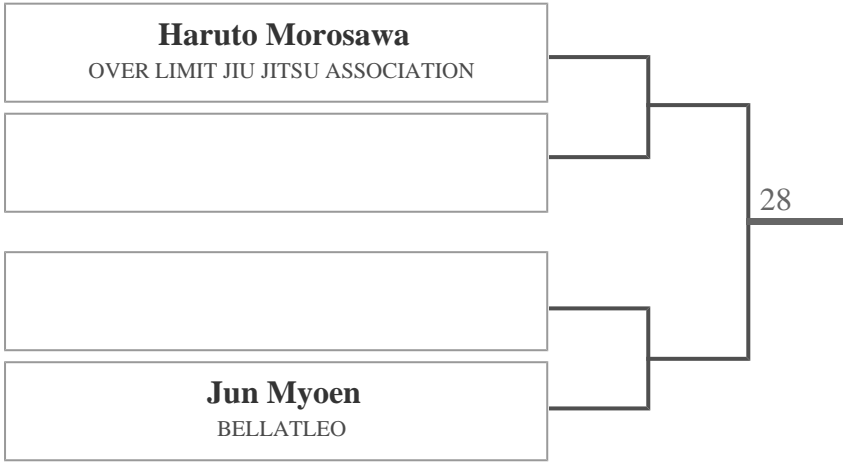 Haruto Morosawa
OVER LIMIT JIU JITSU ASSOCIATION
28
Jun Myoen
BELLATLEO